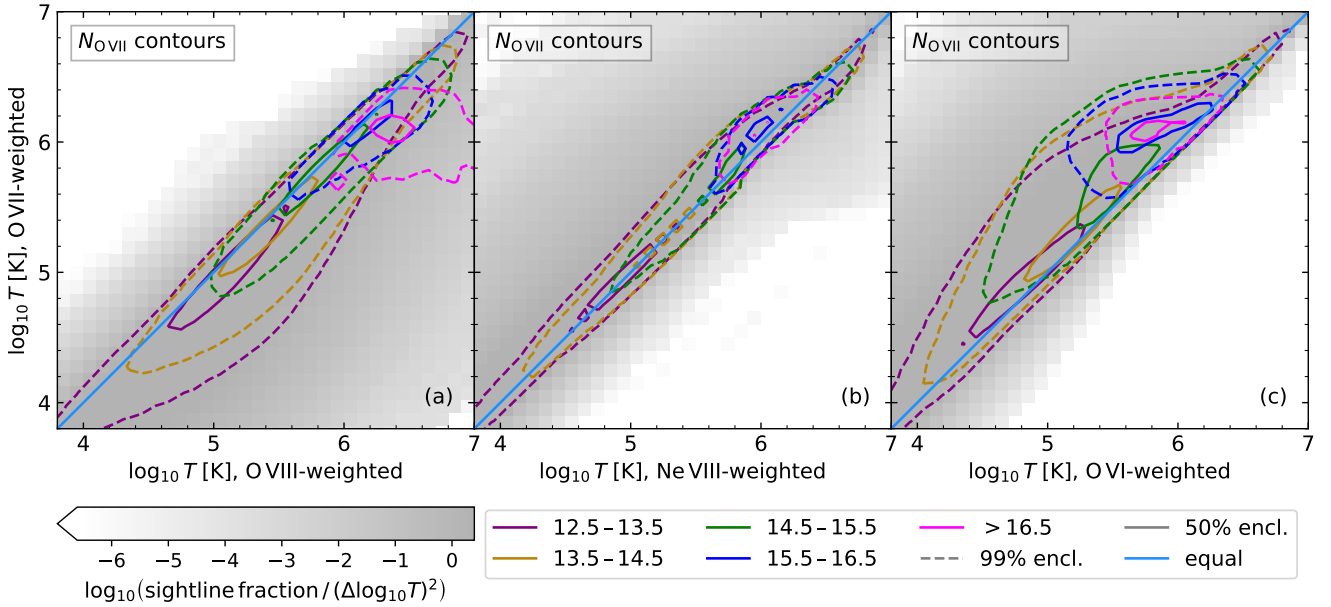 N_O VII contours
N_O VII contours
N_O VII contours
7
6
5
4
log₁₀ T [K], O VII-weighted
(a)
(b)
(c)
4 5 6 7 4 5 6 7 4 5 6 7
log₁₀ T [K], O VIII-weighted
log₁₀ T [K], Ne VIII-weighted
log₁₀ T [K], O VI-weighted
−6 −5 −4 −3 −2 −1 0
log₁₀(sightline fraction / (Δlog₁₀T)²)
12.5 – 13.5
13.5 – 14.5
14.5 – 15.5
15.5 – 16.5
> 16.5
99% encl.
50% encl.
equal